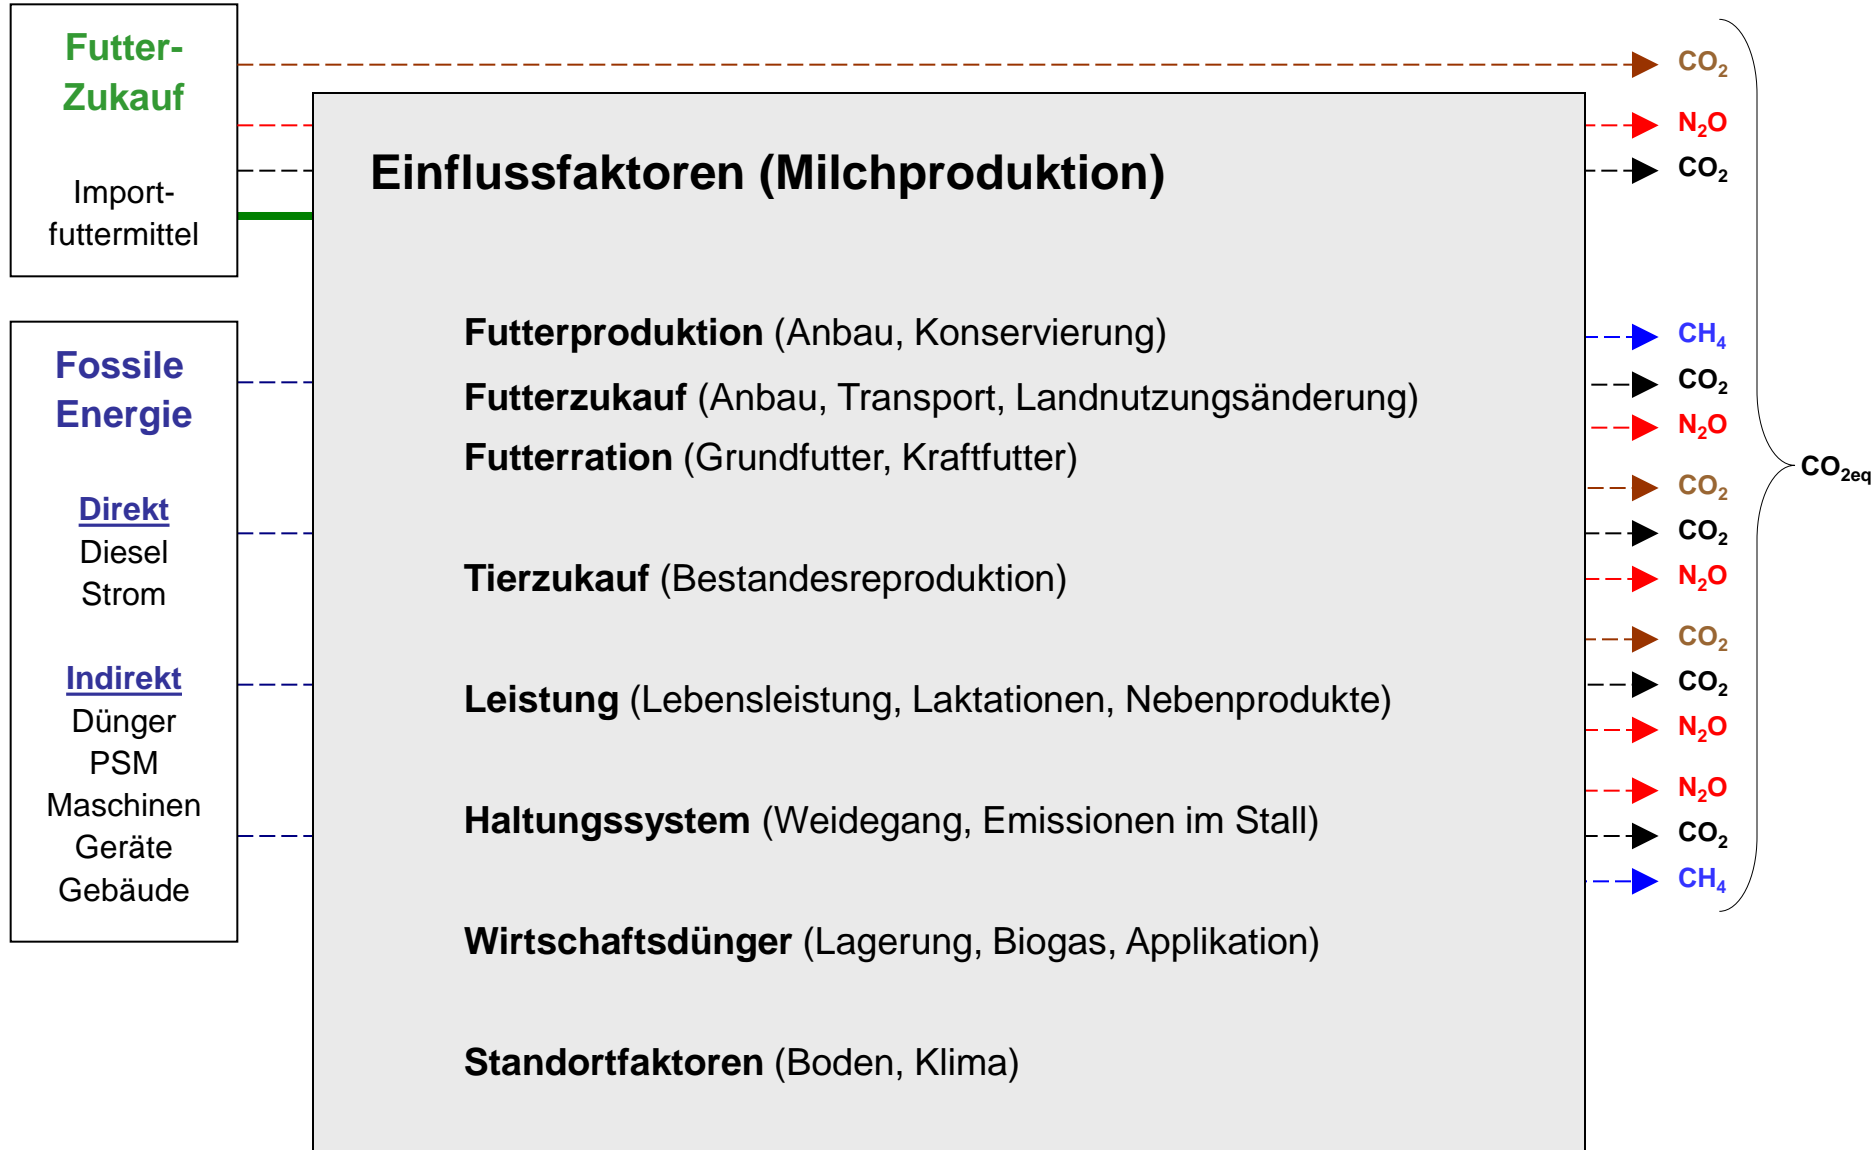 Futter-
Zukauf
Import-
futtermittel
Fossile
Energie
Direkt
Diesel
Strom
Indirekt
Dünger
PSM
Maschinen
Geräte
Gebäude
Einflussfaktoren (Milchproduktion)
Futterproduktion (Anbau, Konservierung)
Futterzukauf (Anbau, Transport, Landnutzungsänderung)
Futterration (Grundfutter, Kraftfutter)
Tierzukauf (Bestandesreproduktion)
Leistung (Lebensleistung, Laktationen, Nebenprodukte)
Haltungssystem (Weidegang, Emissionen im Stall)
Wirtschaftsdünger (Lagerung, Biogas, Applikation)
Standortfaktoren (Boden, Klima)
CO₂
N₂O
CO₂
CH₄
CO₂
N₂O
CO₂
CO₂
N₂O
CO₂
CO₂
N₂O
N₂O
CO₂
CH₄
CO₂eq